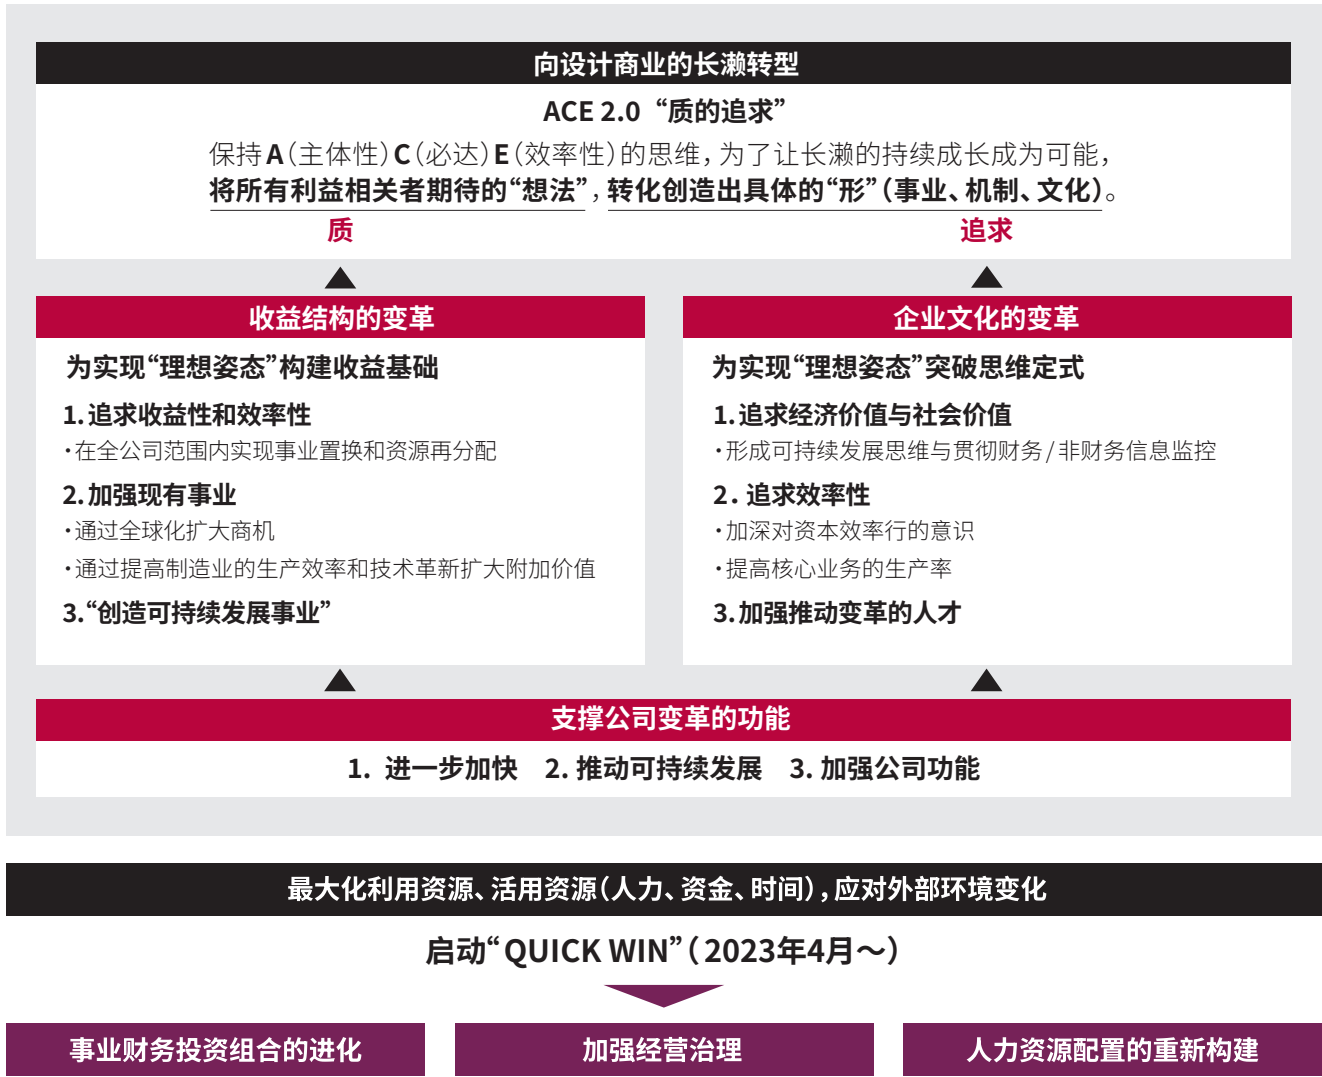 向设计商业的长濑转型
ACE 2.0“质的追求”
保持A（主体性）C（必达）E（效率性）的思维，为了让长濑的持续成长成为可能，
将所有利益相关者期待的“想法”，转化创造出具体的“形”（事业、机制、文化）。
质
追求
收益结构的变革
为实现“理想姿态”构建收益基础
1.追求收益性和效率性
·在全公司范围内实现事业置换和资源再分配
2.加强现有事业
·通过全球化扩大商机
·通过提高制造业的生产效率和技术革新扩大附加价值
3.“创造可持续发展事业”
企业文化的变革
为实现“理想姿态”突破思维定式
1.追求经济价值与社会价值
·形成可持续发展思维与贯彻财务/非财务信息监控
2. 追求效率性
·加深对资本效率行的意识
·提高核心业务的生产率
3.加强推动变革的人才
支撑公司变革的功能
1. 进一步加快 2. 推动可持续发展 3. 加强公司功能
最大化利用资源、活用资源（人力、资金、时间），应对外部环境变化
启动“QUICK WIN”（2023年4月～）
事业财务投资组合的进化
加强经营治理
人力资源配置的重新构建